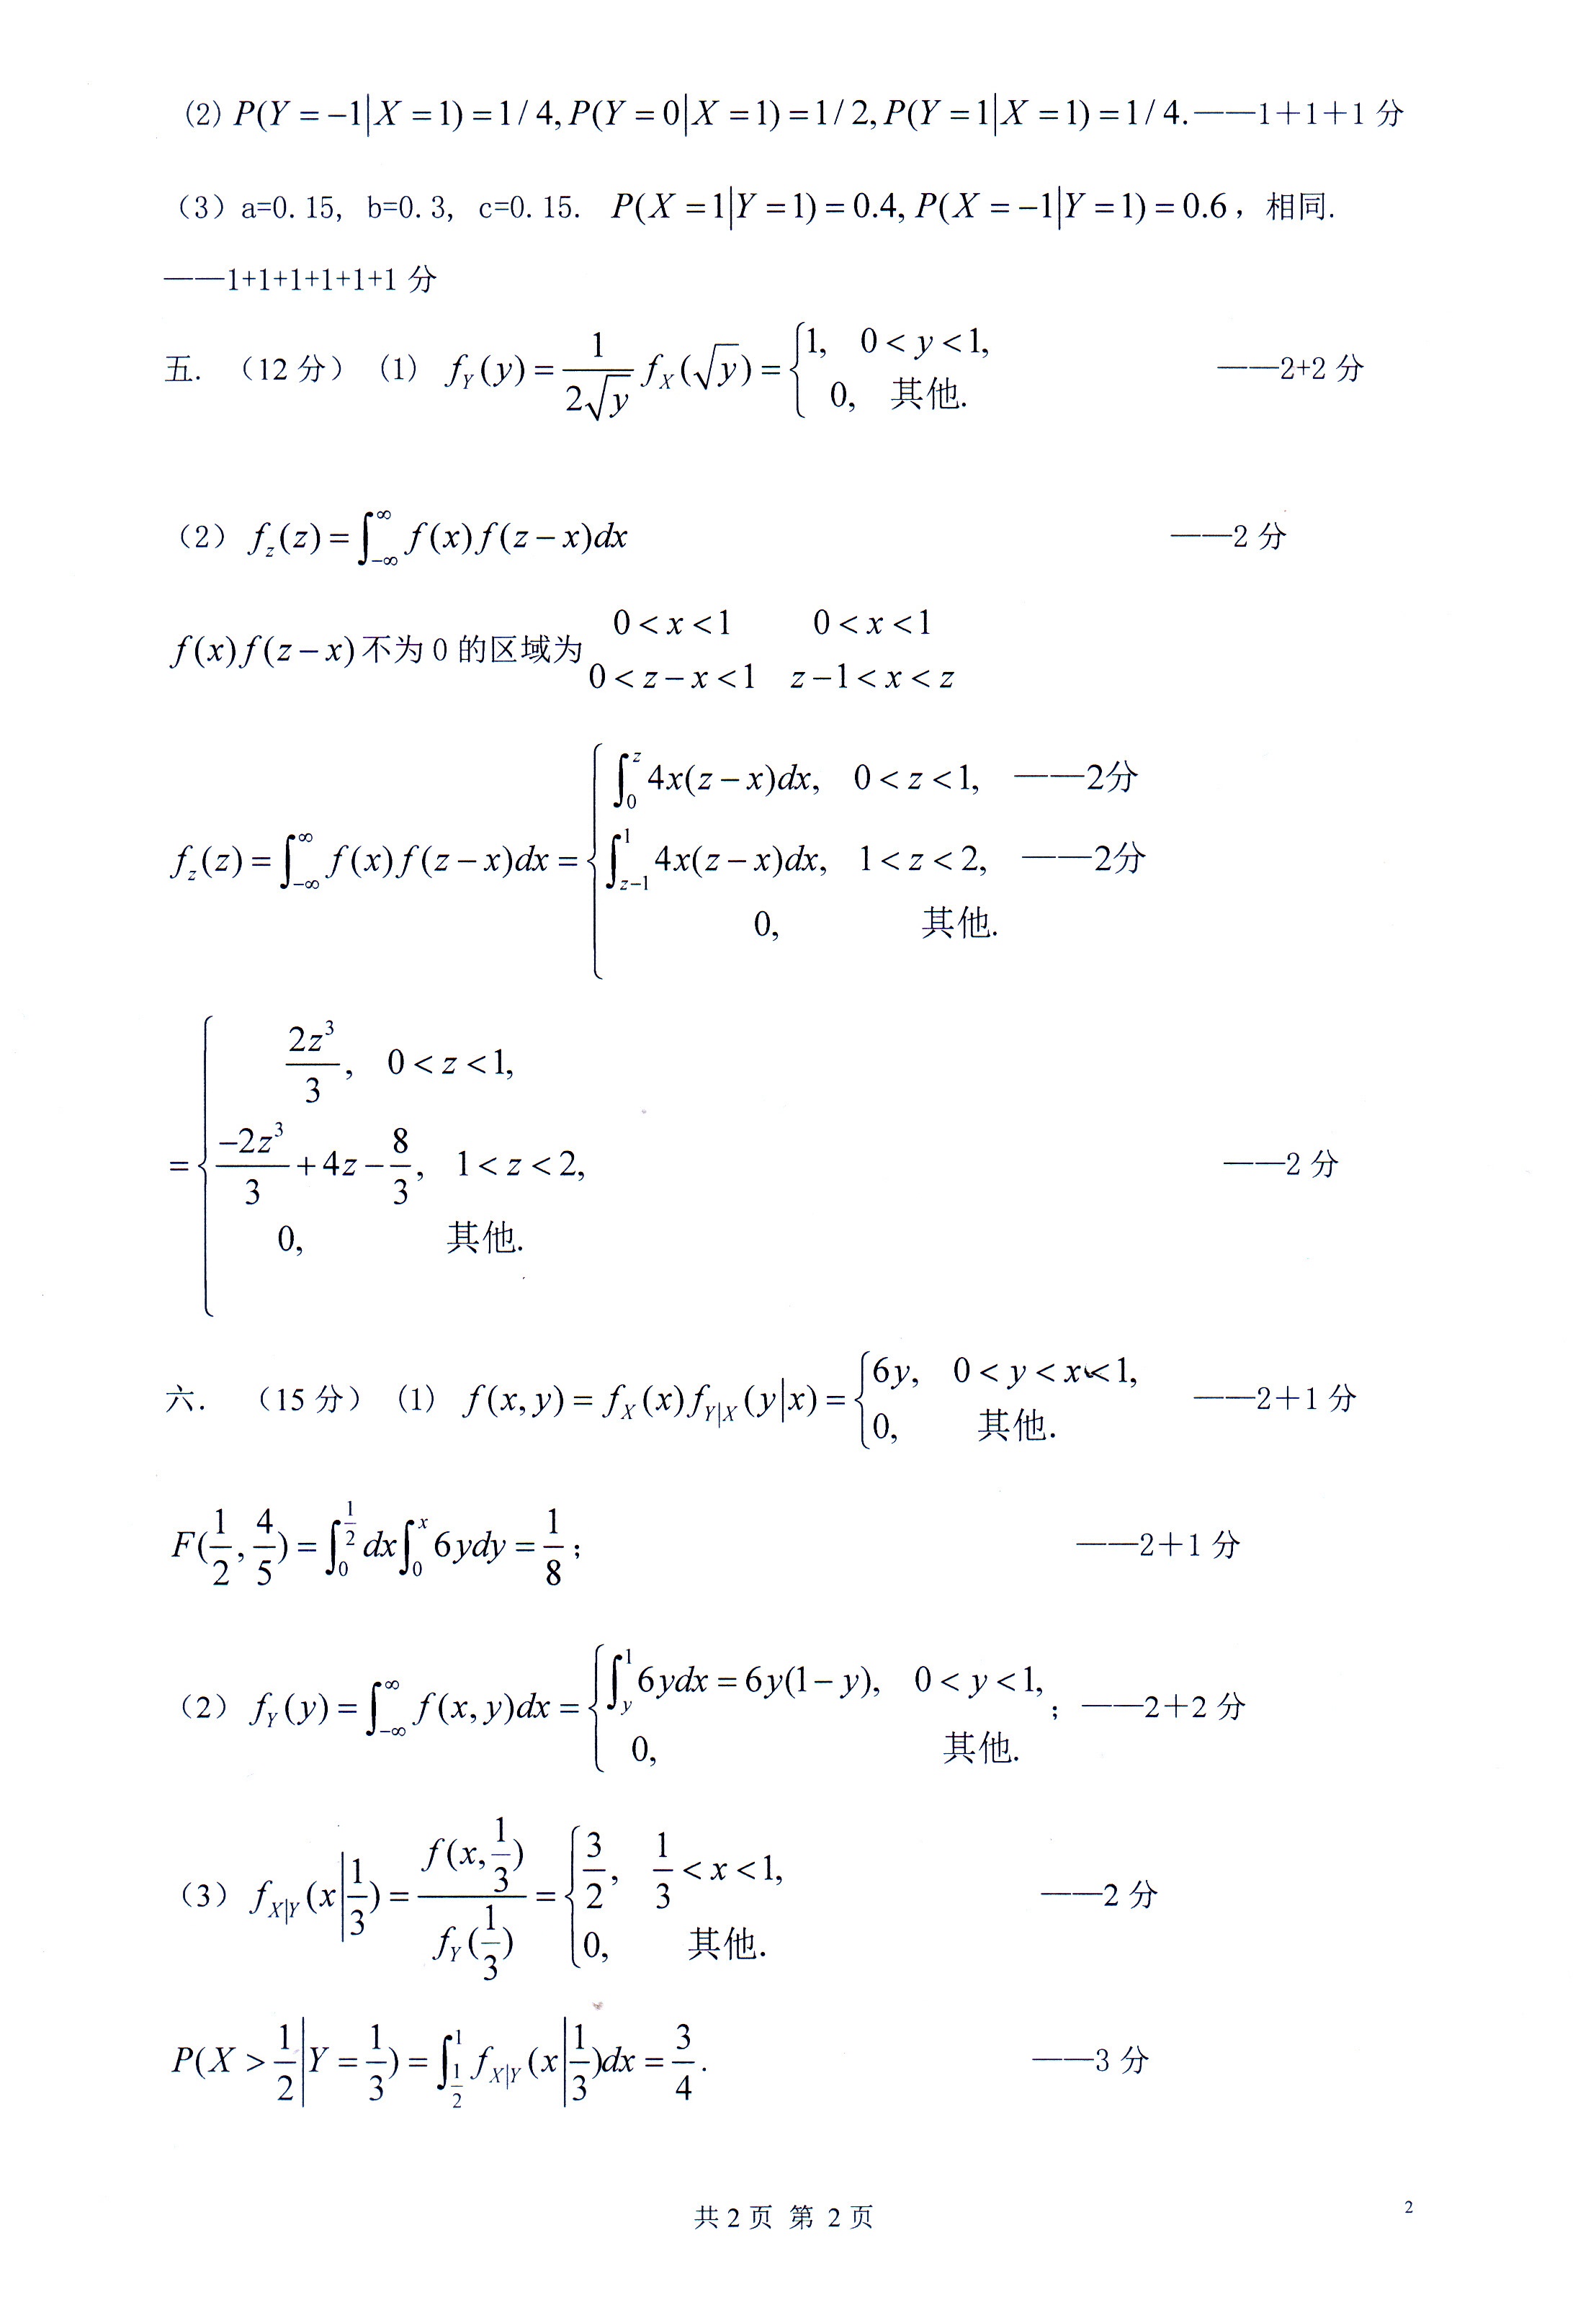 (2) P(Y = −1|X = 1) = 1/4, P(Y = 0|X = 1) = 1/2, P(Y = 1|X = 1) = 1/4. ——1＋1＋1 分
（3）a=0.15, b=0.3, c=0.15. P(X = 1|Y = 1) = 0.4, P(X = −1|Y = 1) = 0.6，相同.
——1+1+1+1+1+1 分
五. （12 分） (1) f_Y(y) = \frac{1}{2\sqrt{y}} f_X(\sqrt{y}) = \begin{cases} 1, & 0 < y < 1, \\ 0, & 其他. \end{cases} ——2+2 分
（2）f_z(z) = \int_{-∞}^{∞} f(x)f(z − x)dx ——2 分
f(x)f(z − x) 不为 0 的区域为 \begin{matrix} 0 < x < 1 & 0 < x < 1 \\ 0 < z − x < 1 & z − 1 < x < z \end{matrix}
f_z(z) = \int_{-∞}^{∞} f(x)f(z − x)dx = \begin{cases} \int_0^z 4x(z − x)dx, & 0 < z < 1, ——2分 \\ \int_{z−1}^1 4x(z − x)dx, & 1 < z < 2, ——2分 \\ 0, & 其他. \end{cases}
= \begin{cases} \frac{2z^3}{3}, & 0 < z < 1, \\ \frac{−2z^3}{3} + 4z − \frac{8}{3}, & 1 < z < 2, \\ 0, & 其他. \end{cases} ——2 分
六. （15 分） (1) f(x, y) = f_X(x)f_{Y|X}(y|x) = \begin{cases} 6y, & 0 < y < x < 1, \\ 0, & 其他. \end{cases} ——2＋1 分
F(\frac{1}{2}, \frac{4}{5}) = \int_0^{\frac{1}{2}} dx \int_0^x 6ydy = \frac{1}{8}； ——2＋1 分
（2）f_Y(y) = \int_{-∞}^{∞} f(x, y)dx = \begin{cases} \int_y^1 6ydx = 6y(1 − y), & 0 < y < 1, \\ 0, & 其他. \end{cases}；——2＋2 分
（3）f_{X|Y}(x|\frac{1}{3}) = \frac{f(x, \frac{1}{3})}{f_Y(\frac{1}{3})} = \begin{cases} \frac{3}{2}, & \frac{1}{3} < x < 1, \\ 0, & 其他. \end{cases} ——2 分
P(X > \frac{1}{2}|Y = \frac{1}{3}) = \int_{\frac{1}{2}}^1 f_{X|Y}(x|\frac{1}{3})dx = \frac{3}{4}. ——3 分
共 2 页 第 2 页
2